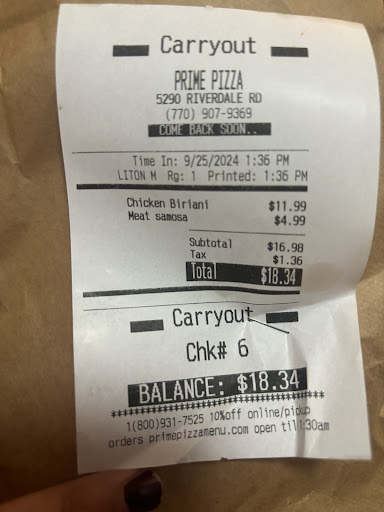 Carryout
PRIME PIZZA
5290 RIVERDALE RD
(770) 907-9369
COME BACK SOON..
Time In: 9/25/2024 1:36 PM
LITON M Rg: 1 Printed: 1:36 PM
Chicken Biriani $11.99
Meat samosa $4.99
Subtotal $16.98
Tax $1.36
Total $18.34
Carryout
Chk# 6
BALANCE: $18.34
1(800)931-7525 10%off online/pickup
orders primepizzamenu.com open til1:30am